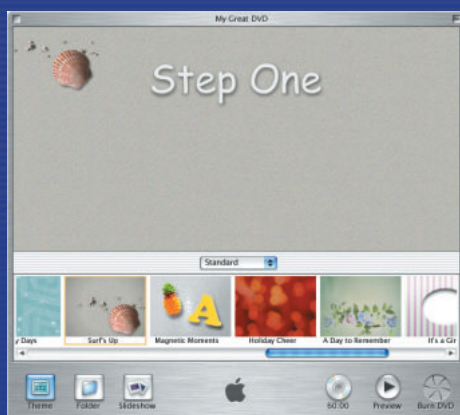 My Great DVD
Step One
Standard
y Days Surf's Up Magnetic Moments Holiday Cheer A Day to Remember It's a Gir
Theme Folder Slideshow 60:00 Preview Burn DVD